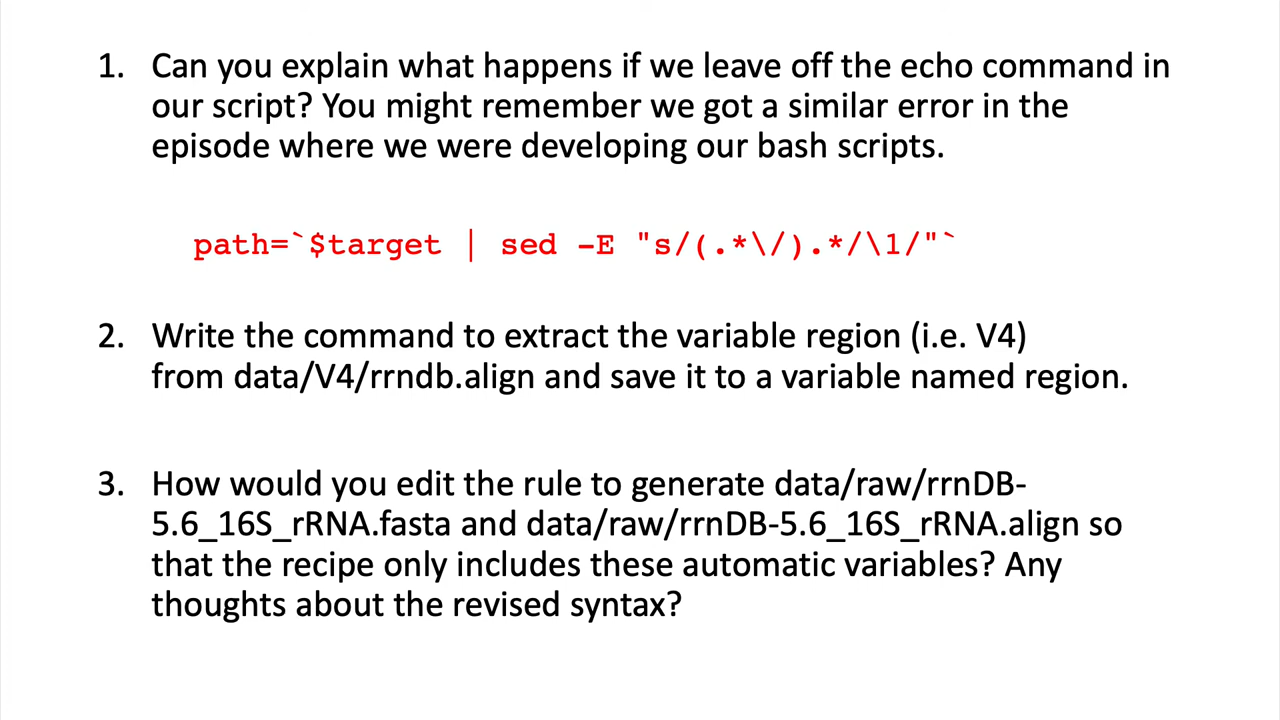 1. Can you explain what happens if we leave off the echo command in
our script? You might remember we got a similar error in the
episode where we were developing our bash scripts.
path=`$target | sed -E "s/(.*\/).*/\1/"`
2. Write the command to extract the variable region (i.e. V4)
from data/V4/rrndb.align and save it to a variable named region.
3. How would you edit the rule to generate data/raw/rrnDB-
5.6_16S_rRNA.fasta and data/raw/rrnDB-5.6_16S_rRNA.align so
that the recipe only includes these automatic variables? Any
thoughts about the revised syntax?